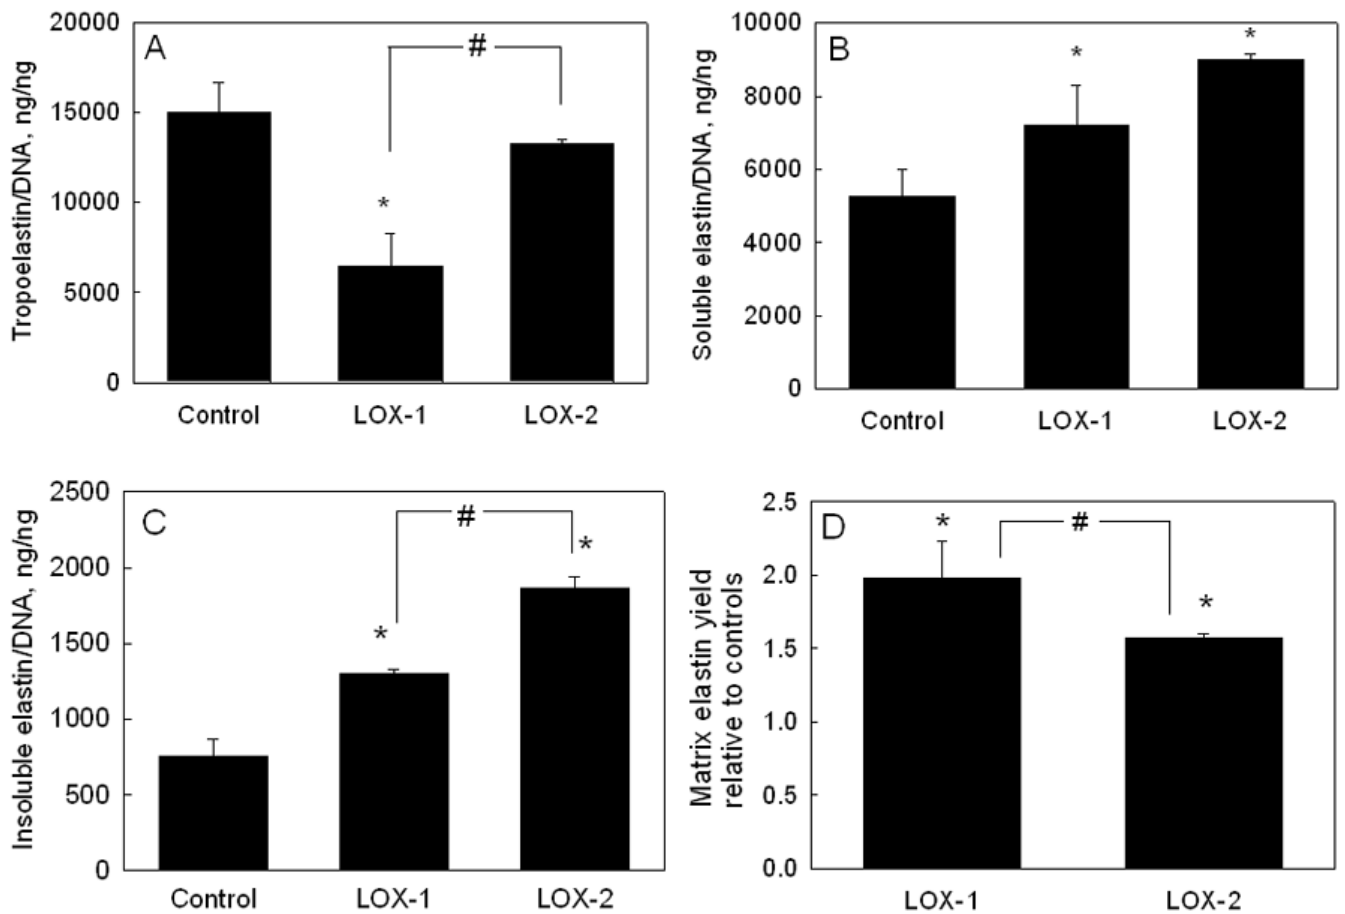 A
Tropoelastin/DNA, ng/ng
20000
15000
10000
5000
0
#
*
Control LOX-1 LOX-2
B
Soluble elastin/DNA, ng/ng
10000
8000
6000
4000
2000
0
*
*
Control LOX-1 LOX-2
C
Insoluble elastin/DNA, ng/ng
2500
2000
1500
1000
500
0
#
*
*
Control LOX-1 LOX-2
D
Matrix elastin yield
relative to controls
2.5
2.0
1.5
1.0
0.5
0.0
*
#
*
LOX-1 LOX-2